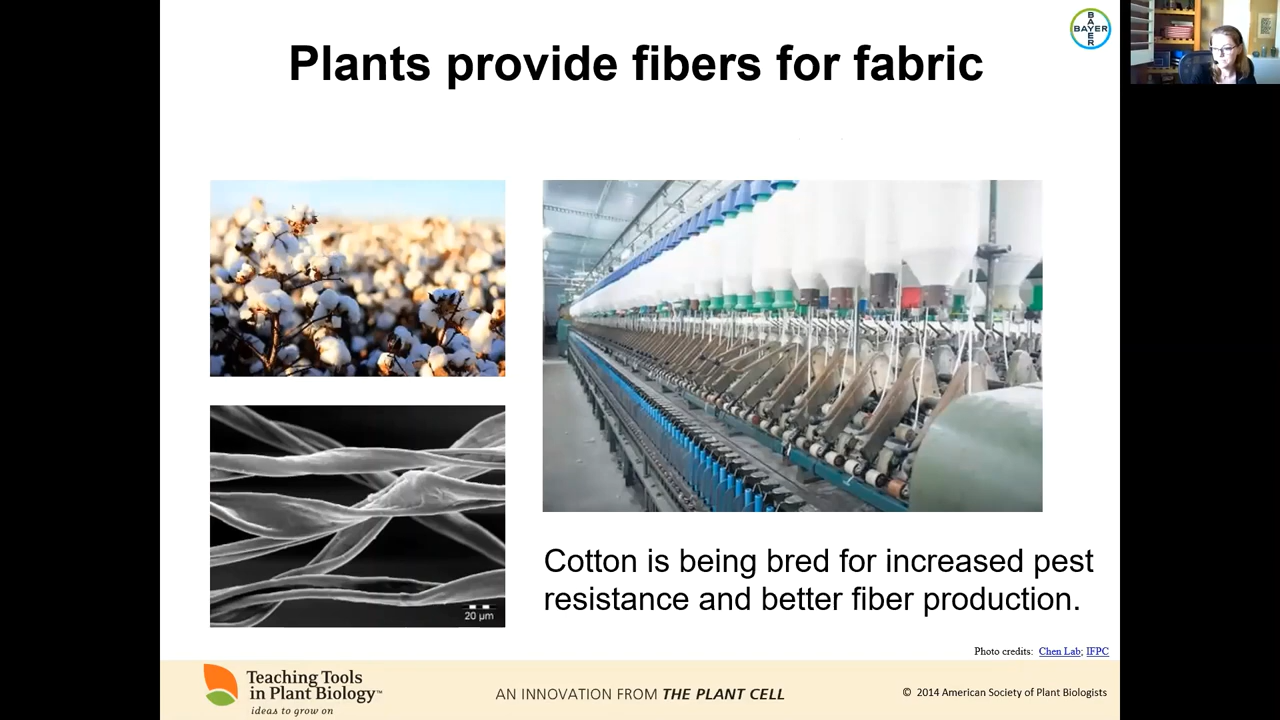 Plants provide fibers for fabric
BAYER
BAYER
20 µm
Cotton is being bred for increased pest
resistance and better fiber production.
Photo credits: Chen Lab; IFPC
Teaching Tools
in Plant Biology™
ideas to grow on
AN INNOVATION FROM THE PLANT CELL
© 2014 American Society of Plant Biologists